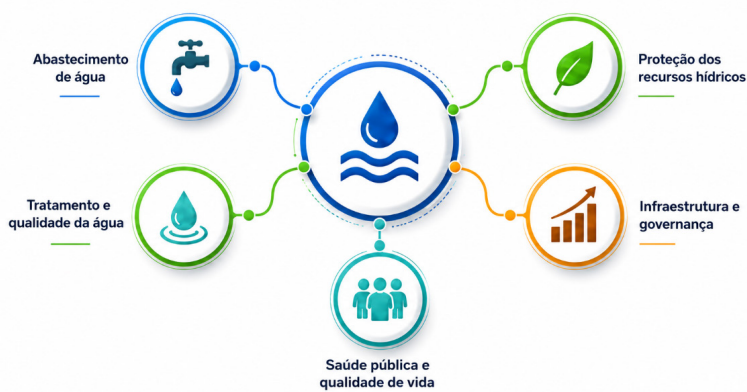 Abastecimento
de água
Proteção dos
recursos hídricos
Tratamento e
qualidade da água
Infraestrutura e
governança
Saúde pública e
qualidade de vida